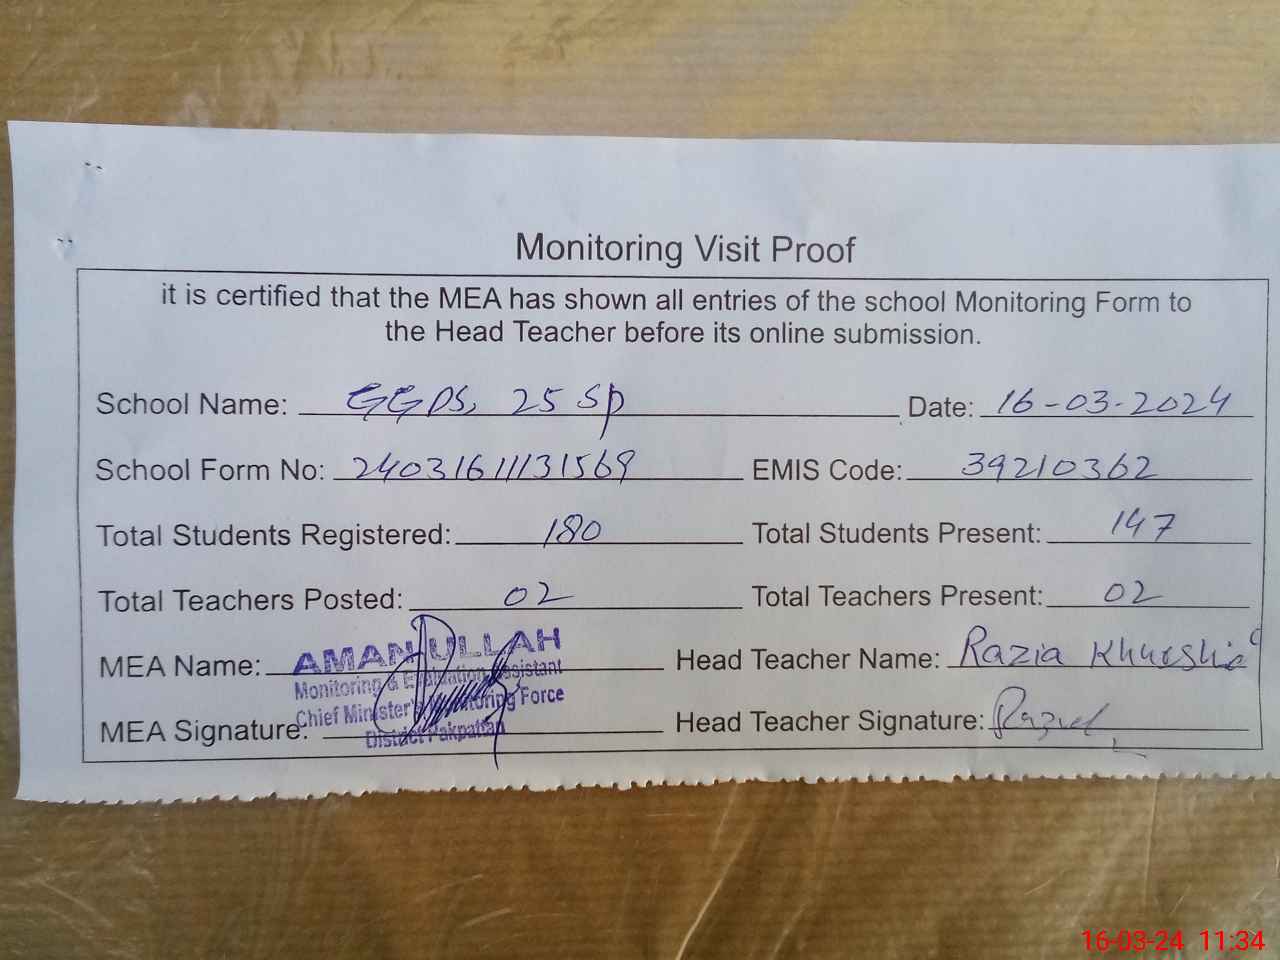 Monitoring Visit Proof
it is certified that the MEA has shown all entries of the school Monitoring Form to
the Head Teacher before its online submission.
School Name: GGPS, 25 SP Date: 16-03-2024
School Form No: 24031611131569 EMIS Code: 39210362
Total Students Registered: 180 Total Students Present: 147
Total Teachers Posted: 02 Total Teachers Present: 02
MEA Name: AMAN ULLAH Head Teacher Name: Razia
Monitoring & Evaluation Assistant
Chief Minister's Monitoring Force
MEA Signature: Head Teacher Signature:
District Pakpattan
16-03-24 11:34